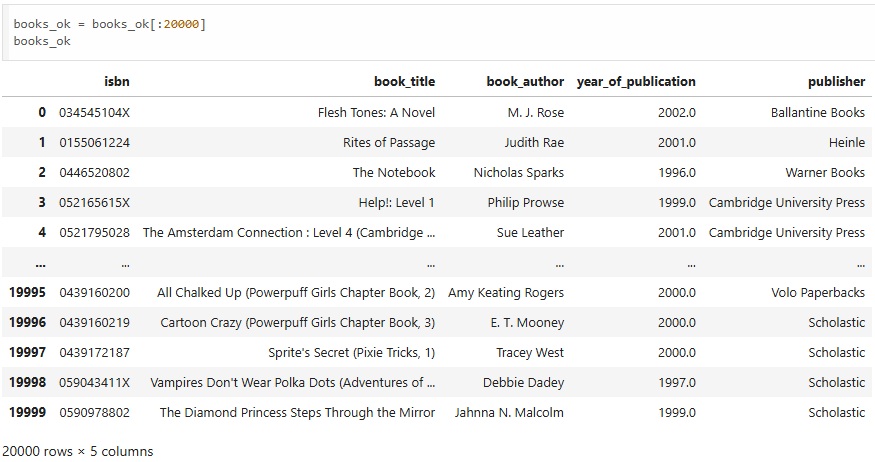 books_ok = books_ok[:20000]
books_ok
isbn book_title book_author year_of_publication publisher
0 034545104X Flesh Tones: A Novel M. J. Rose 2002.0 Ballantine Books
1 0155061224 Rites of Passage Judith Rae 2001.0 Heinle
2 0446520802 The Notebook Nicholas Sparks 1996.0 Warner Books
3 052165615X Help!: Level 1 Philip Prowse 1999.0 Cambridge University Press
4 0521795028 The Amsterdam Connection : Level 4 (Cambridge ... Sue Leather 2001.0 Cambridge University Press
... ... ... ... ... ...
19995 0439160200 All Chalked Up (Powerpuff Girls Chapter Book, 2) Amy Keating Rogers 2000.0 Volo Paperbacks
19996 0439160219 Cartoon Crazy (Powerpuff Girls Chapter Book, 3) E. T. Mooney 2000.0 Scholastic
19997 0439172187 Sprite's Secret (Pixie Tricks, 1) Tracey West 2000.0 Scholastic
19998 059043411X Vampires Don't Wear Polka Dots (Adventures of ... Debbie Dadey 1997.0 Scholastic
19999 0590978802 The Diamond Princess Steps Through the Mirror Jahnna N. Malcolm 1999.0 Scholastic
20000 rows × 5 columns